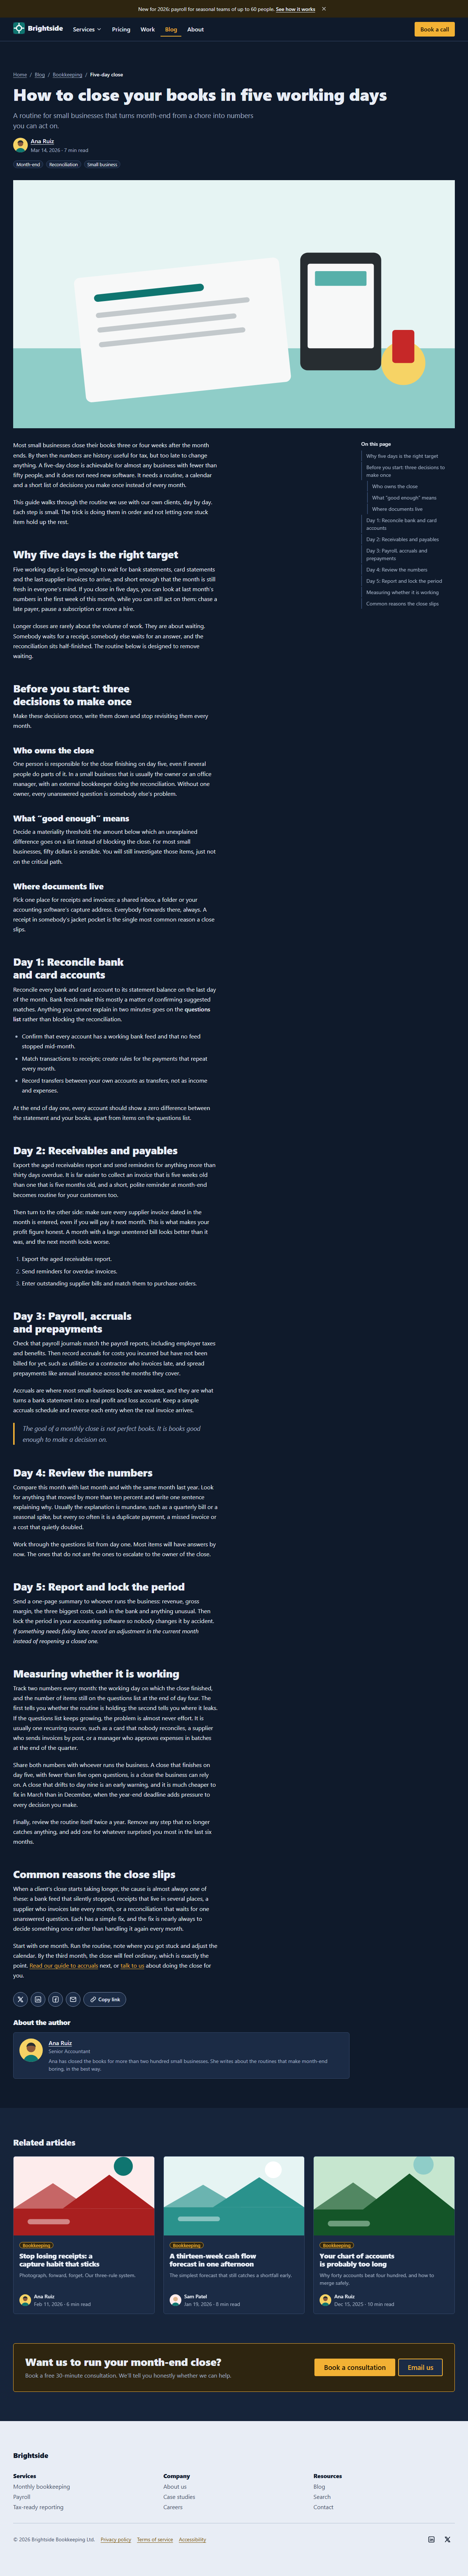 New for 2026: payroll for seasonal teams of up to 60 people. See how it works
Brightside
Services
Pricing
Work
Blog
About
Book a call
Home / Blog / Bookkeeping / Five-day close
How to close your books in five working days
A routine for small businesses that turns month-end from a chore into numbers
you can act on.
Ana Ruiz
Mar 14, 2026 · 7 min read
Month-end
Reconciliation
Small business
Most small businesses close their books three or four weeks after the month
ends. By then the numbers are history: useful for tax, but too late to change
anything. A five-day close is achievable for almost any business with fewer than
fifty people, and it does not need new software. It needs a routine, a calendar
and a short list of decisions you make once instead of every month.
This guide walks through the routine we use with our own clients, day by day.
Each step is small. The trick is doing them in order and not letting one stuck
item hold up the rest.
Why five days is the right target
Five working days is long enough to wait for bank statements, card statements
and the last supplier invoices to arrive, and short enough that the month is still
fresh in everyone's mind. If you close in five days, you can look at last month's
numbers in the first week of this month, while you can still act on them: chase a
late payer, pause a subscription or move a hire.
Longer closes are rarely about the volume of work. They are about waiting.
Somebody waits for a receipt, somebody else waits for an answer, and the
reconciliation sits half-finished. The routine below is designed to remove
waiting.
Before you start: three
decisions to make once
Make these decisions once, write them down and stop revisiting them every
month.
Who owns the close
One person is responsible for the close finishing on day five, even if several
people do parts of it. In a small business that is usually the owner or an office
manager, with an external bookkeeper doing the reconciliation. Without one
owner, every unanswered question is somebody else's problem.
What “good enough” means
Decide a materiality threshold: the amount below which an unexplained
difference goes on a list instead of blocking the close. For most small
businesses, fifty dollars is sensible. You will still investigate those items, just not
on the critical path.
Where documents live
Pick one place for receipts and invoices: a shared inbox, a folder or your
accounting software's capture address. Everybody forwards there, always. A
receipt in somebody's jacket pocket is the single most common reason a close
slips.
Day 1: Reconcile bank
and card accounts
Reconcile every bank and card account to its statement balance on the last day
of the month. Bank feeds make this mostly a matter of confirming suggested
matches. Anything you cannot explain in two minutes goes on the questions
list rather than blocking the reconciliation.
• Confirm that every account has a working bank feed and that no feed
stopped mid-month.
• Match transactions to receipts; create rules for the payments that repeat
every month.
• Record transfers between your own accounts as transfers, not as income
and expenses.
At the end of day one, every account should show a zero difference between
the statement and your books, apart from items on the questions list.
Day 2: Receivables and payables
Export the aged receivables report and send reminders for anything more than
thirty days overdue. It is far easier to collect an invoice that is five weeks old
than one that is five months old, and a short, polite reminder at month-end
becomes routine for your customers too.
Then turn to the other side: make sure every supplier invoice dated in the
month is entered, even if you will pay it next month. This is what makes your
profit figure honest. A month with a large unentered bill looks better than it
was, and the next month looks worse.
1. Export the aged receivables report.
2. Send reminders for overdue invoices.
3. Enter outstanding supplier bills and match them to purchase orders.
Day 3: Payroll, accruals
and prepayments
Check that payroll journals match the payroll reports, including employer taxes
and benefits. Then record accruals for costs you incurred but have not been
billed for yet, such as utilities or a contractor who invoices late, and spread
prepayments like annual insurance across the months they cover.
Accruals are where most small-business books are weakest, and they are what
turns a bank statement into a real profit and loss account. Keep a simple
accruals schedule and reverse each entry when the real invoice arrives.
The goal of a monthly close is not perfect books. It is books good
enough to make a decision on.
Day 4: Review the numbers
Compare this month with last month and with the same month last year. Look
for anything that moved by more than ten percent and write one sentence
explaining why. Usually the explanation is mundane, such as a quarterly bill or a
seasonal spike, but every so often it is a duplicate payment, a missed invoice or
a cost that quietly doubled.
Work through the questions list from day one. Most items will have answers by
now. The ones that do not are the ones to escalate to the owner of the close.
Day 5: Report and lock the period
Send a one-page summary to whoever runs the business: revenue, gross
margin, the three biggest costs, cash in the bank and anything unusual. Then
lock the period in your accounting software so nobody changes it by accident.
If something needs fixing later, record an adjustment in the current month
instead of reopening a closed one.
Measuring whether it is working
Track two numbers every month: the working day on which the close finished,
and the number of items still on the questions list at the end of day four. The
first tells you whether the routine is holding; the second tells you where it leaks.
If the questions list keeps growing, the problem is almost never effort. It is
usually one recurring source, such as a card that nobody reconciles, a supplier
who sends invoices by post, or a manager who approves expenses in batches
at the end of the quarter.
Share both numbers with whoever runs the business. A close that finishes on
day five, with fewer than five open questions, is a close the business can rely
on. A close that drifts to day nine is an early warning, and it is much cheaper to
fix in March than in December, when the year-end deadline adds pressure to
every decision you make.
Finally, review the routine itself twice a year. Remove any step that no longer
catches anything, and add one for whatever surprised you most in the last six
months.
Common reasons the close slips
When a client's close starts taking longer, the cause is almost always one of
these: a bank feed that silently stopped, receipts that live in several places, a
supplier who invoices late every month, or a reconciliation that waits for one
unanswered question. Each has a simple fix, and the fix is nearly always to
decide something once rather than handling it again every month.
Start with one month. Run the routine, note where you got stuck and adjust the
calendar. By the third month, the close will feel ordinary, which is exactly the
point. Read our guide to accruals next, or talk to us about doing the close for
you.
Copy link
About the author
Ana Ruiz
Senior Accountant
Ana has closed the books for more than two hundred small businesses. She writes about the routines that make month-end
boring, in the best way.
On this page
Why five days is the right target
Before you start: three decisions to
make once
Who owns the close
What “good enough” means
Where documents live
Day 1: Reconcile bank and card
accounts
Day 2: Receivables and payables
Day 3: Payroll, accruals and
prepayments
Day 4: Review the numbers
Day 5: Report and lock the period
Measuring whether it is working
Common reasons the close slips
Related articles
Bookkeeping
Stop losing receipts: a
capture habit that sticks
Photograph, forward, forget. Our three-rule system.
Ana Ruiz
Feb 11, 2026 · 6 min read
Bookkeeping
A thirteen-week cash flow
forecast in one afternoon
The simplest forecast that still catches a shortfall early.
Sam Patel
Jan 19, 2026 · 8 min read
Bookkeeping
Your chart of accounts
is probably too long
Why forty accounts beat four hundred, and how to
merge safely.
Ana Ruiz
Dec 15, 2025 · 10 min read
Want us to run your month-end close?
Book a free 30-minute consultation. We'll tell you honestly whether we can help.
Book a consultation
Email us
Brightside
Services
Monthly bookkeeping
Payroll
Tax-ready reporting
Company
About us
Case studies
Careers
Resources
Blog
Search
Contact
© 2026 Brightside Bookkeeping Ltd.
Privacy policy
Terms of service
Accessibility